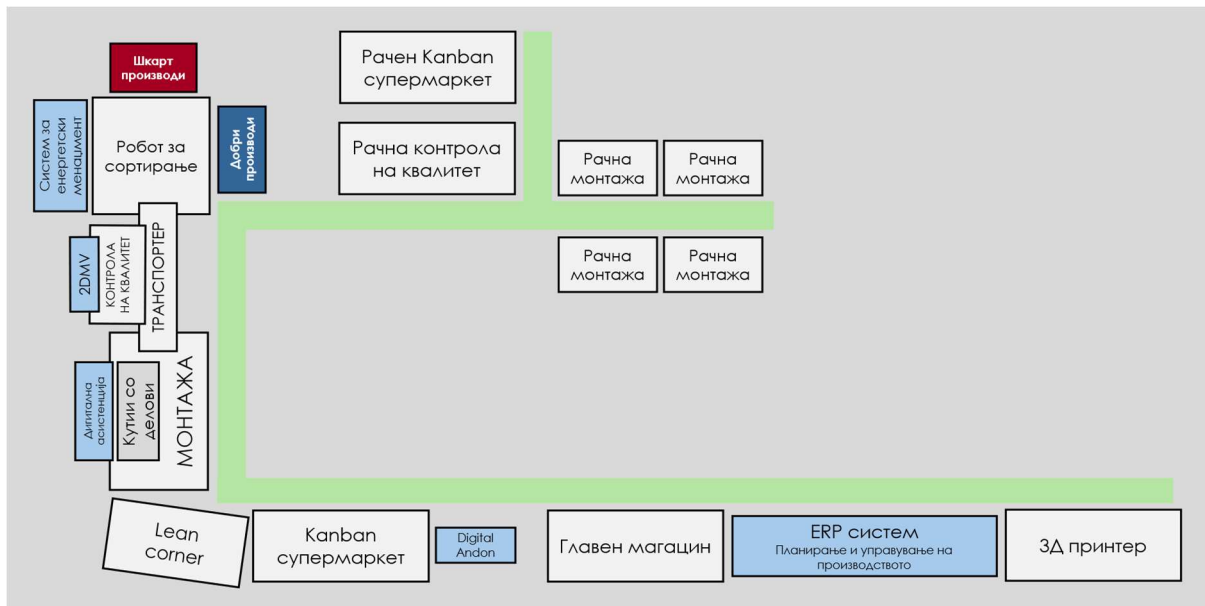 Шкарт
производи
Систем за
енергетски
менаџмент
Робот за
сортирање
Добри
производи
Рачен Kanban
супермаркет
Рачна контрола
на квалитет
Рачна
монтажа
Рачна
монтажа
Рачна
монтажа
Рачна
монтажа
2DMV
КОНТРОЛА
НА КВАЛИТЕТ
ТРАНСПОРТЕР
Дигитална
асистенција
Кутии со
делови
МОНТАЖА
Lean
corner
Kanban
супермаркет
Digital
Andon
Главен магацин
ERP систем
Планирање и управување на
производството
3Д принтер